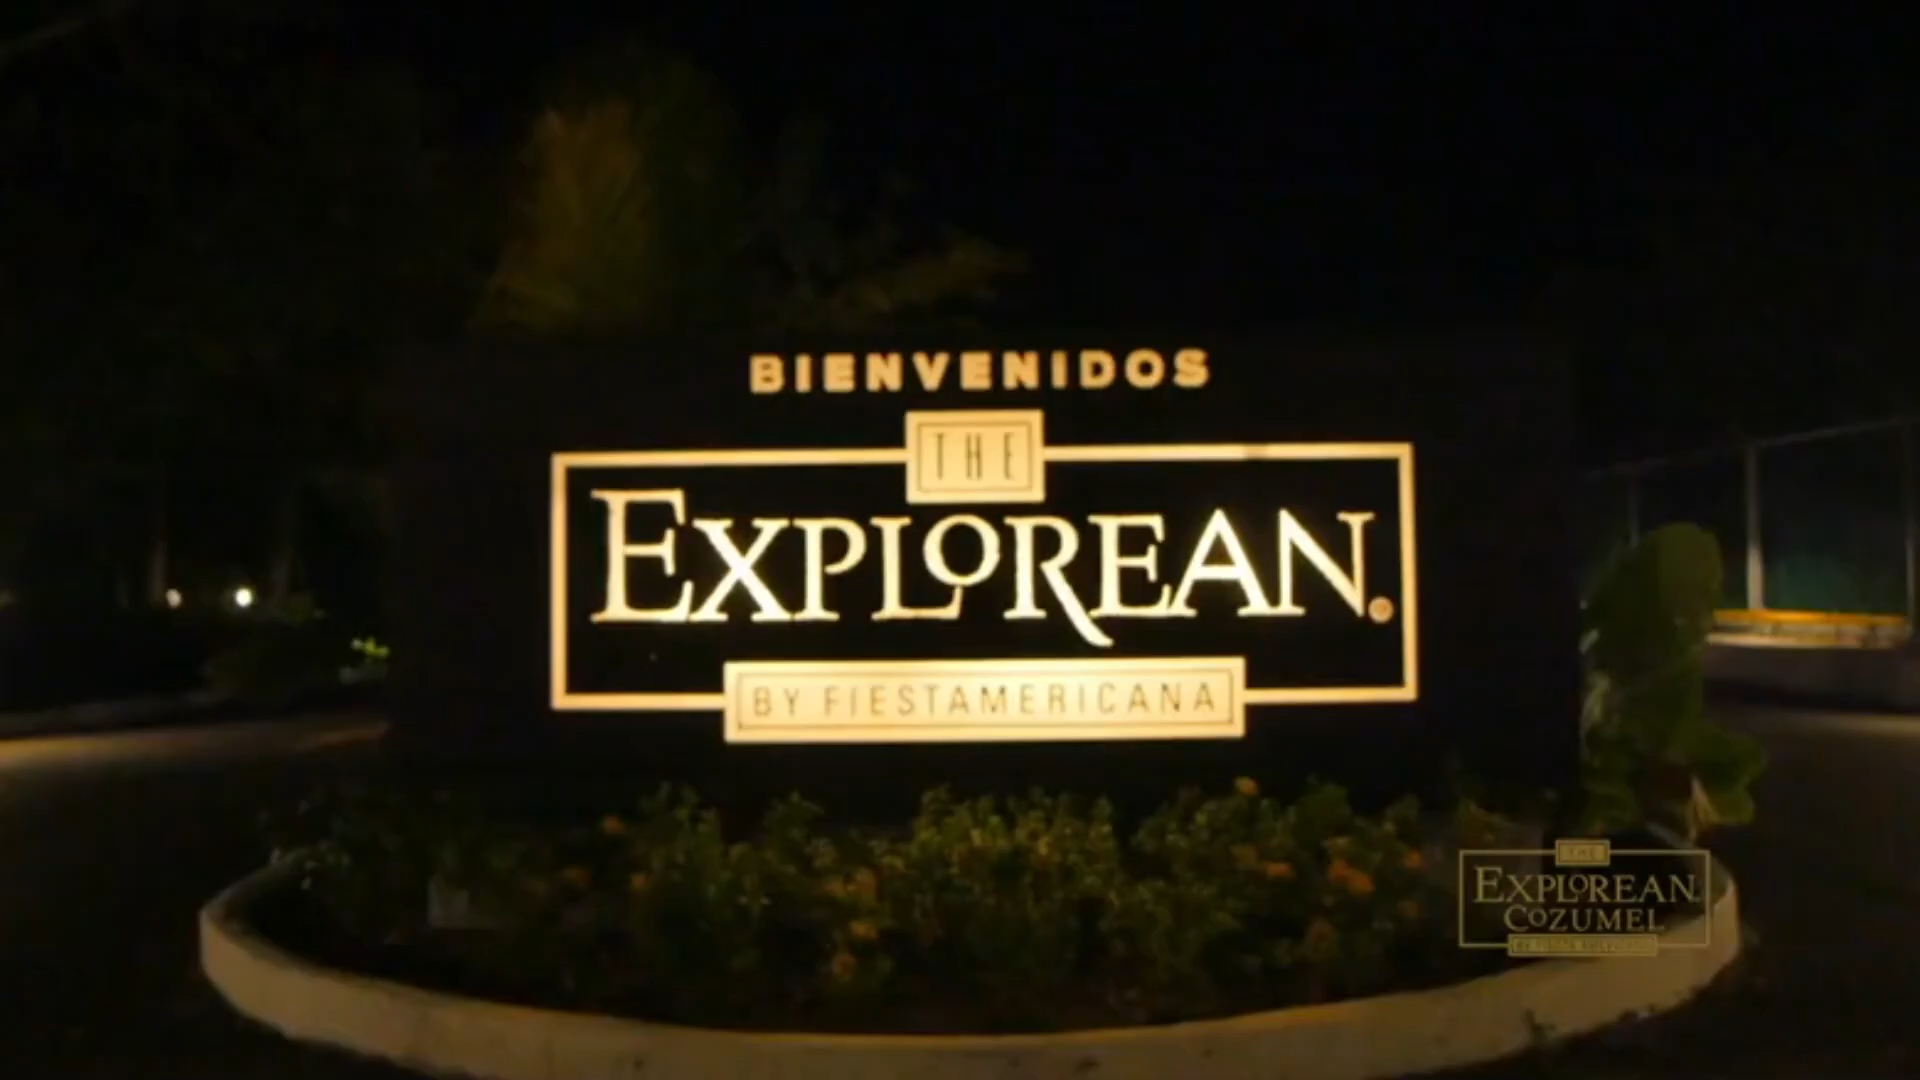 BIENVENIDOS
THE
EXPLOREAN®
BY FIESTAMERICANA
THE
EXPLOREAN
COZUMEL